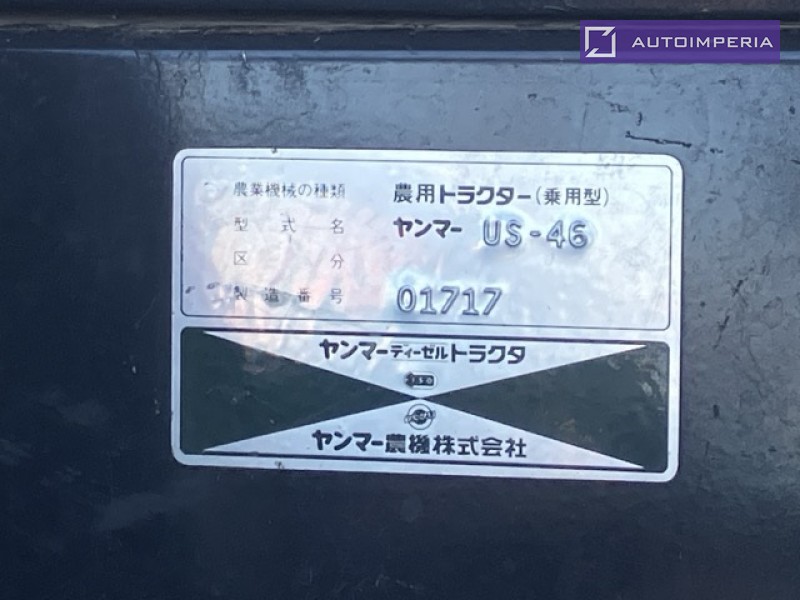 AUTOIMPERIA
農業機械の種類 農用トラクター(乗用型)
型式名 ヤンマー US-46
区分
製造番号 01717
ヤンマーディーゼルトラクタ
ヤンマー農機株式会社